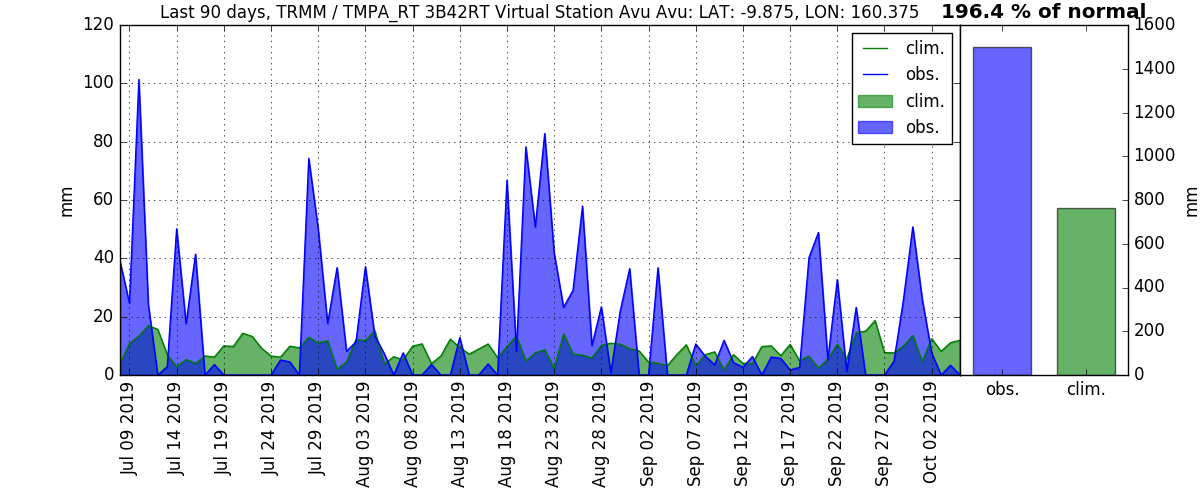 Last 90 days, TRMM / TMPA_RT 3B42RT Virtual Station Avu Avu: LAT: -9.875, LON: 160.375
196.4 % of normal
120
100
80
60
40
20
0
mm
clim.
obs.
clim.
obs.
1600
1400
1200
1000
800
600
400
200
0
mm
obs.
clim.
Jul 09 2019
Jul 14 2019
Jul 19 2019
Jul 24 2019
Jul 29 2019
Aug 03 2019
Aug 08 2019
Aug 13 2019
Aug 18 2019
Aug 23 2019
Aug 28 2019
Sep 02 2019
Sep 07 2019
Sep 12 2019
Sep 17 2019
Sep 22 2019
Sep 27 2019
Oct 02 2019